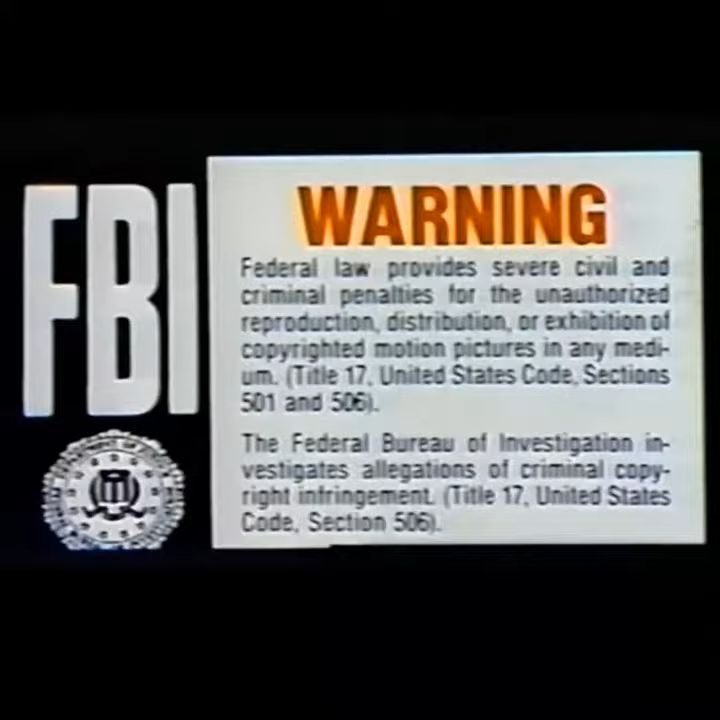 FBI
WARNING
Federal law provides severe civil and
criminal penalties for the unauthorized
reproduction, distribution, or exhibition of
copyrighted motion pictures in any medi-
um. (Title 17, United States Code, Sections
501 and 506).
The Federal Bureau of Investigation in-
vestigates allegations of criminal copy-
right infringement. (Title 17, United States
Code, Section 506).